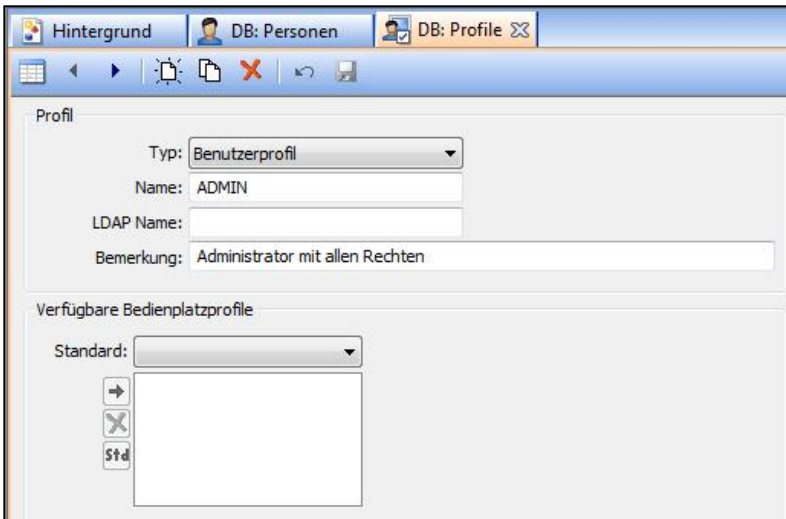 Hintergrund DB: Personen DB: Profile
Profil
Typ: Benutzerprofil
Name: ADMIN
LDAP Name:
Bemerkung: Administrator mit allen Rechten
Verfügbare Bedienplatzprofile
Standard:
Std